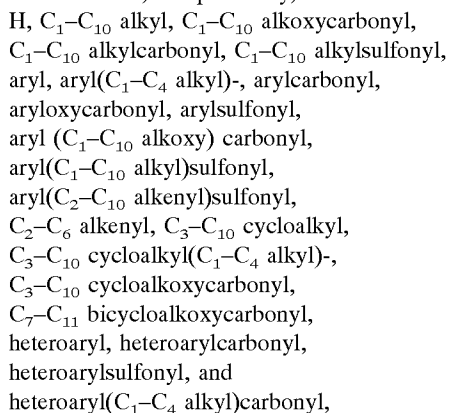 H, C₁–C₁₀ alkyl, C₁–C₁₀ alkoxycarbonyl,
C₁–C₁₀ alkylcarbonyl, C₁–C₁₀ alkylsulfonyl,
aryl, aryl(C₁–C₄ alkyl)-, arylcarbonyl,
aryloxycarbonyl, arylsulfonyl,
aryl (C₁–C₁₀ alkoxy) carbonyl,
aryl(C₁–C₁₀ alkyl)sulfonyl,
aryl(C₂–C₁₀ alkenyl)sulfonyl,
C₂–C₆ alkenyl, C₃–C₁₀ cycloalkyl,
C₃–C₁₀ cycloalkyl(C₁–C₄ alkyl)-,
C₃–C₁₀ cycloalkoxycarbonyl,
C₇–C₁₁ bicycloalkoxycarbonyl,
heteroaryl, heteroarylcarbonyl,
heteroarylsulfonyl, and
heteroaryl(C₁–C₄ alkyl)carbonyl,